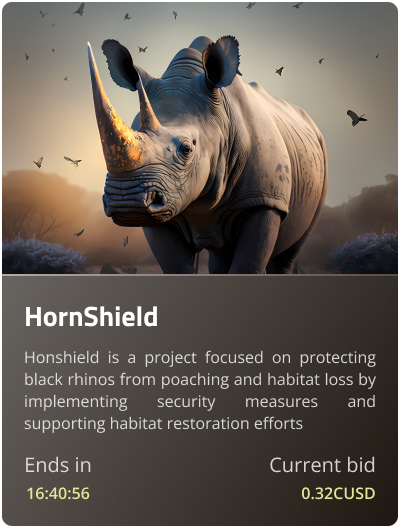 HornShield
Honshield is a project focused on protecting
black rhinos from poaching and habitat loss by
implementing security measures and
supporting habitat restoration efforts
Ends in Current bid
16:40:56 0.32CUSD